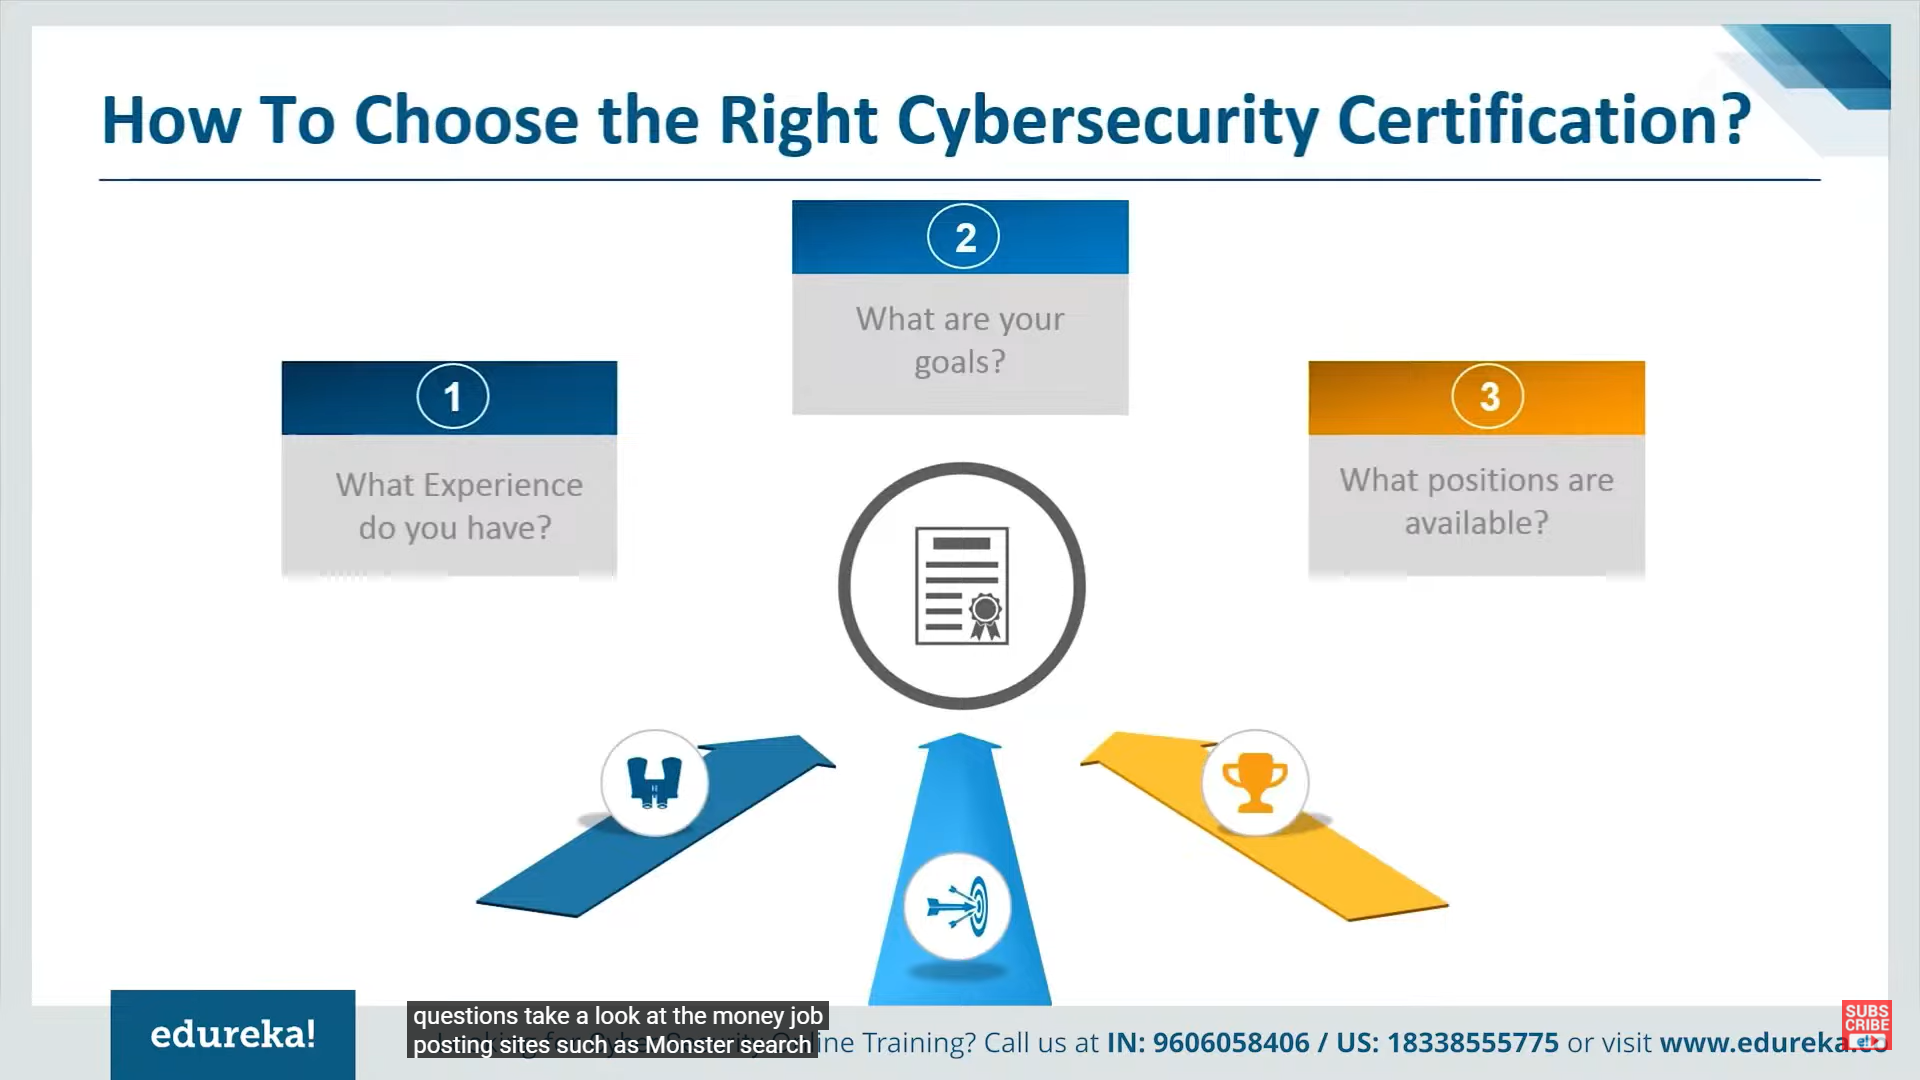 How To Choose the Right Cybersecurity Certification?
2
What are your
goals?
1
What Experience
do you have?
3
What positions are
available?
edureka!
questions take a look at the money job
posting sites such as Monster search
ine Training? Call us at IN: 9606058406 / US: 18338555775 or visit www.edureka.co
SUBS
CRIBE
e!